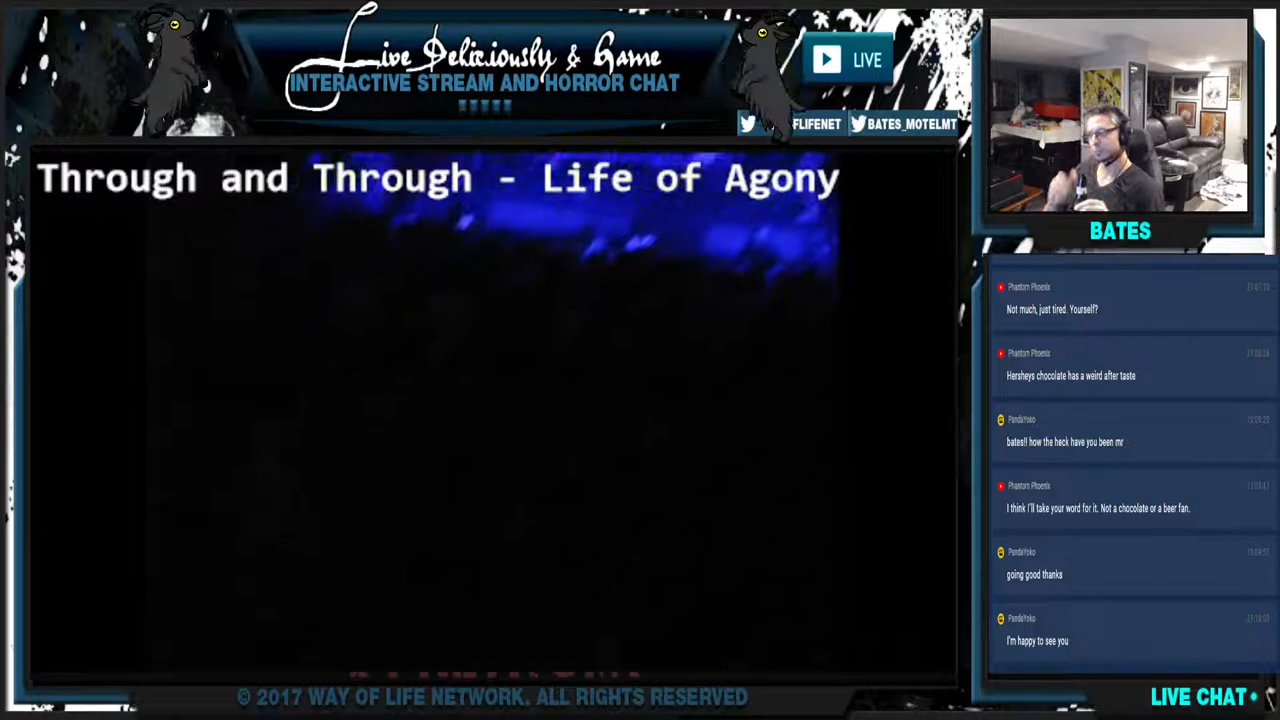 Live Deliciously & Game
INTERACTIVE STREAM AND HORROR CHAT
LIVE
FLIFENET
BATES_MOTELMT
Through and Through - Life of Agony
BATES
Phantom Phoenix
Not much, just tired. Yourself?
Phantom Phoenix
Hersheys chocolate has a weird after taste
PandaYoko
bates!! how the heck have you been mr
Phantom Phoenix
I think I'll take your word for it. Not a chocolate or a beer fan.
PandaYoko
going good thanks
PandaYoko
I'm happy to see you
© 2017 WAY OF LIFE NETWORK. ALL RIGHTS RESERVED
LIVE CHAT